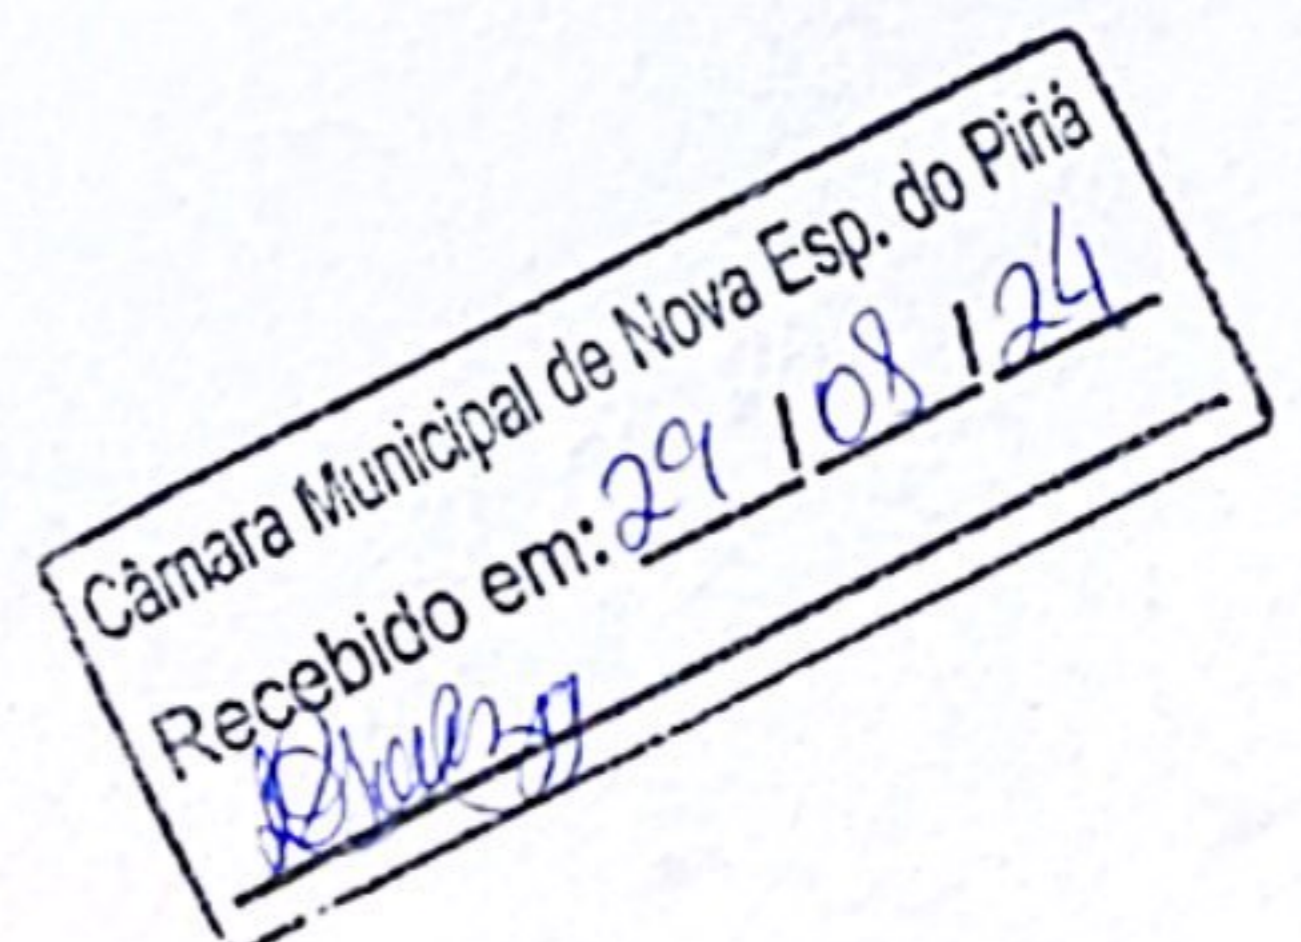 Câmara Municipal de Nova Esp. do Piriá
Recebido em: 29/08/24